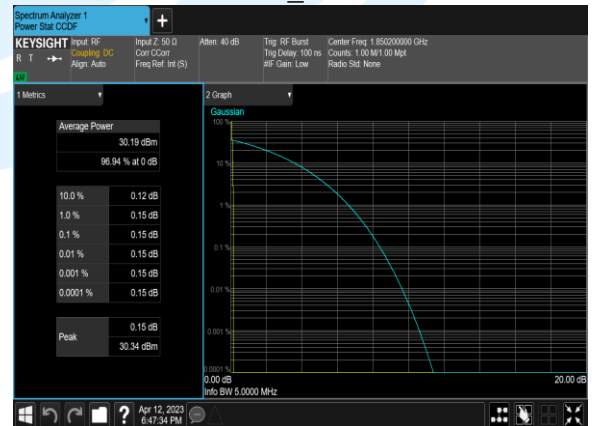 Spectrum Analyzer 1
Power Stat CCDF
+
KEYSIGHT
R T
LV
Input: RF
Coupling: DC
Align: Auto
Input Z: 50 Ω
Corr CCorr
Freq Ref: Int (S)
Atten: 40 dB
Trig: RF Burst
Trig Delay: 100 ns
#IF Gain: Low
Center Freq: 1.850200000 GHz
Counts: 1.00 M/1.00 Mpt
Radio Std: None
1 Metrics
Average Power
30.19 dBm
96.94 % at 0 dB
10.0 % 0.12 dB
1.0 % 0.15 dB
0.1 % 0.15 dB
0.01 % 0.15 dB
0.001 % 0.15 dB
0.0001 % 0.15 dB
Peak
0.15 dB
30.34 dBm
2 Graph
Gaussian
100 %
10 %
1 %
0.1 %
0.01 %
0.001 %
0.0001 %
0.00 dB
20.00 dB
Info BW 5.0000 MHz
?
Apr 12, 2023
6:47:34 PM